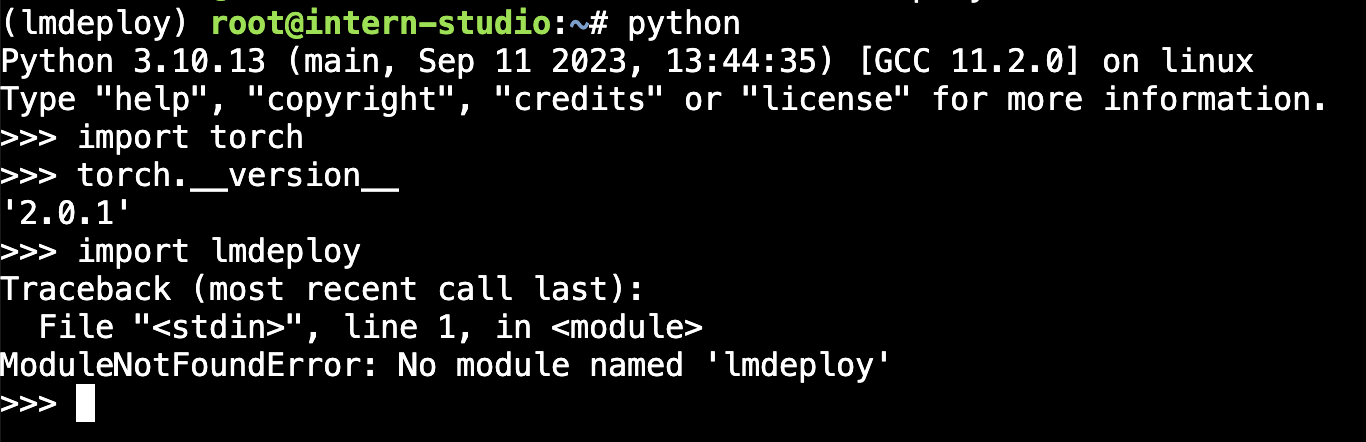 (lmdeploy) root@intern-studio:~# python
Python 3.10.13 (main, Sep 11 2023, 13:44:35) [GCC 11.2.0] on linux
Type "help", "copyright", "credits" or "license" for more information.
>>> import torch
>>> torch.__version__
'2.0.1'
>>> import lmdeploy
Traceback (most recent call last):
  File "<stdin>", line 1, in <module>
ModuleNotFoundError: No module named 'lmdeploy'
>>>